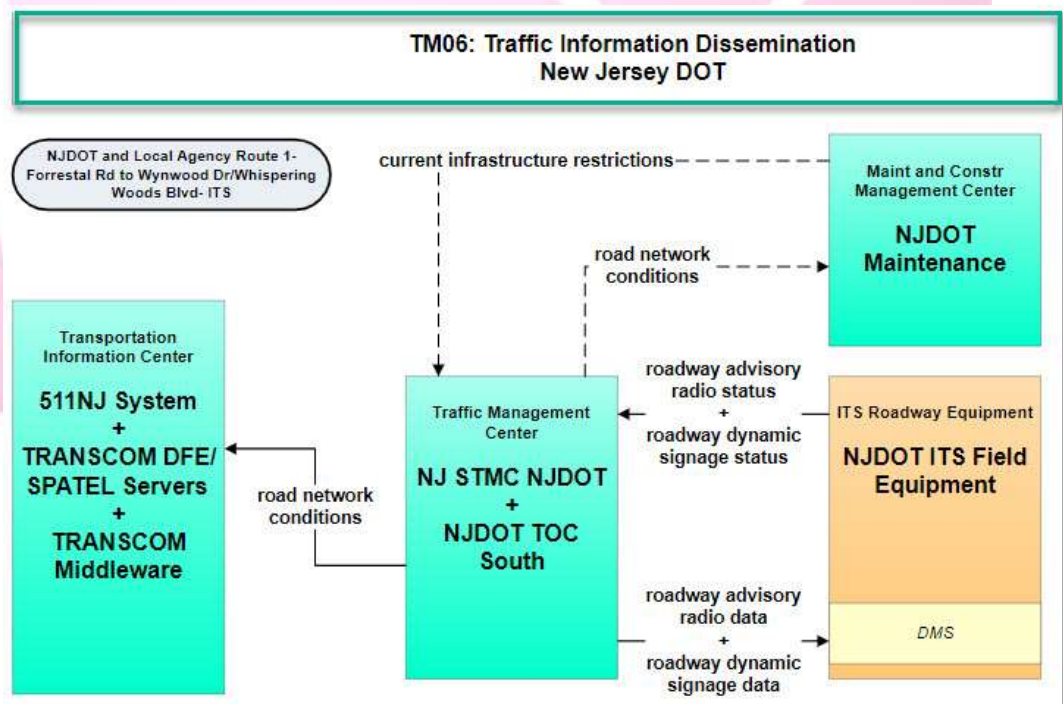 TM06: Traffic Information Dissemination
New Jersey DOT
NJDOT and Local Agency Route 1-
Forrestal Rd to Wynwood Dr/Whispering
Woods Blvd- ITS
current infrastructure restrictions
Maint and Constr
Management Center
NJDOT
Maintenance
road network
conditions
Transportation
Information Center
511NJ System
+
TRANSCOM DFE/
SPATEL Servers
+
TRANSCOM
Middleware
road network
conditions
Traffic Management
Center
NJ STMC NJDOT
+
NJDOT TOC
South
roadway advisory
radio status
+
roadway dynamic
signage status
ITS Roadway Equipment
NJDOT ITS Field
Equipment
roadway advisory
radio data
+
roadway dynamic
signage data
DMS